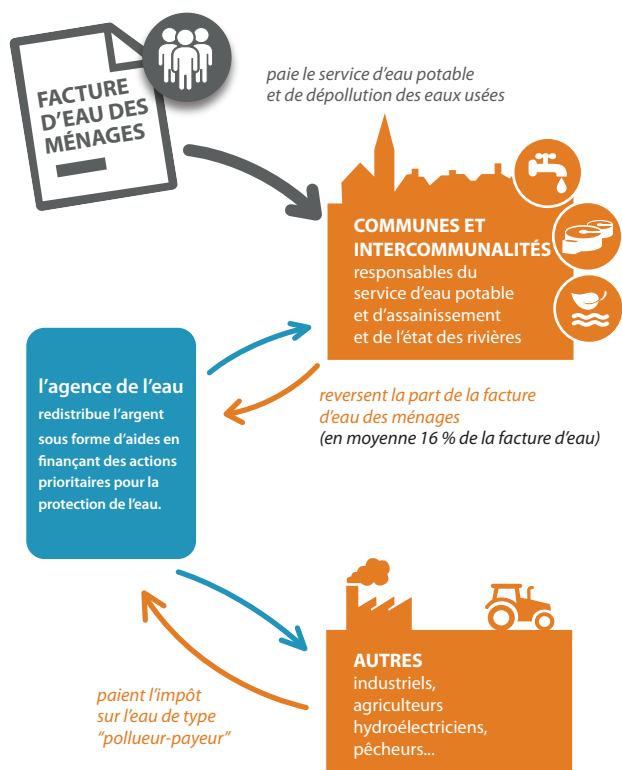 FACTURE
D'EAU DES
MÉNAGES
paie le service d'eau potable
et de dépollution des eaux usées
COMMUNES ET
INTERCOMMUNALITÉS
responsables du
service d'eau potable
et d'assainissement
et de l'état des rivières
l'agence de l'eau
redistribue l'argent
sous forme d'aides en
finançant des actions
prioritaires pour la
protection de l'eau.
reversent la part de la facture
d'eau des ménages
(en moyenne 16 % de la facture d'eau)
AUTRES
industriels,
agriculteurs
hydroélectriciens,
pêcheurs...
paient l'impôt
sur l'eau de type
"pollueur-payeur"